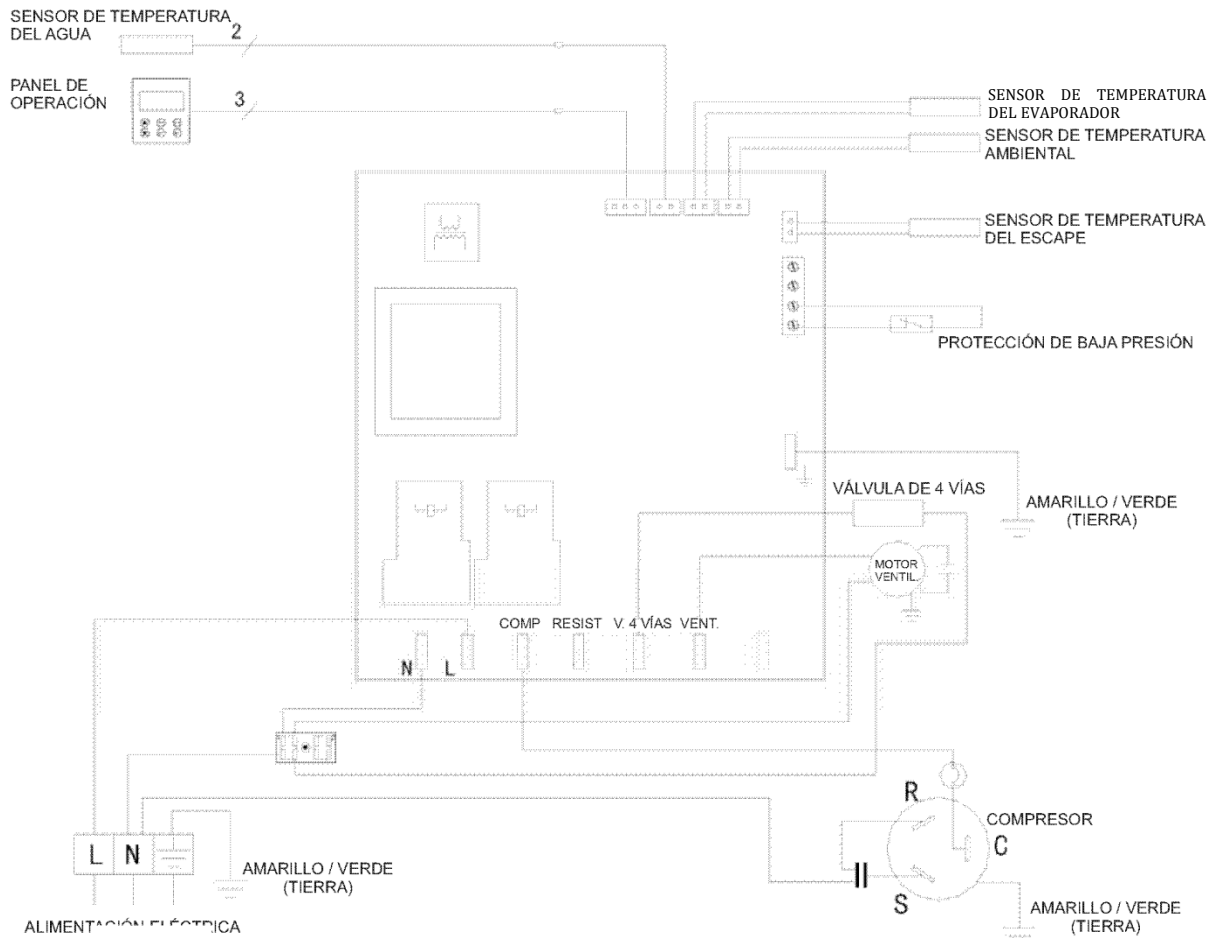 SENSOR DE TEMPERATURA
DEL AGUA
2
PANEL DE
OPERACIÓN
3
SENSOR DE TEMPERATURA
DEL EVAPORADOR
SENSOR DE TEMPERATURA
AMBIENTAL
SENSOR DE TEMPERATURA
DEL ESCAPE
PROTECCIÓN DE BAJA PRESIÓN
VÁLVULA DE 4 VÍAS
AMARILLO / VERDE
(TIERRA)
MOTOR
VENTIL.
COMP RESIST V. 4 VÍAS VENT.
N L
R
COMPRESOR
C
S
L N
AMARILLO / VERDE
(TIERRA)
AMARILLO / VERDE
(TIERRA)
ALIMENTACIÓN ELÉCTRICA